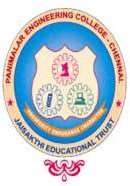 PANIMALAR ENGINEERING COLLEGE - CHENNAI
JAISAKTHI EDUCATIONAL TRUST